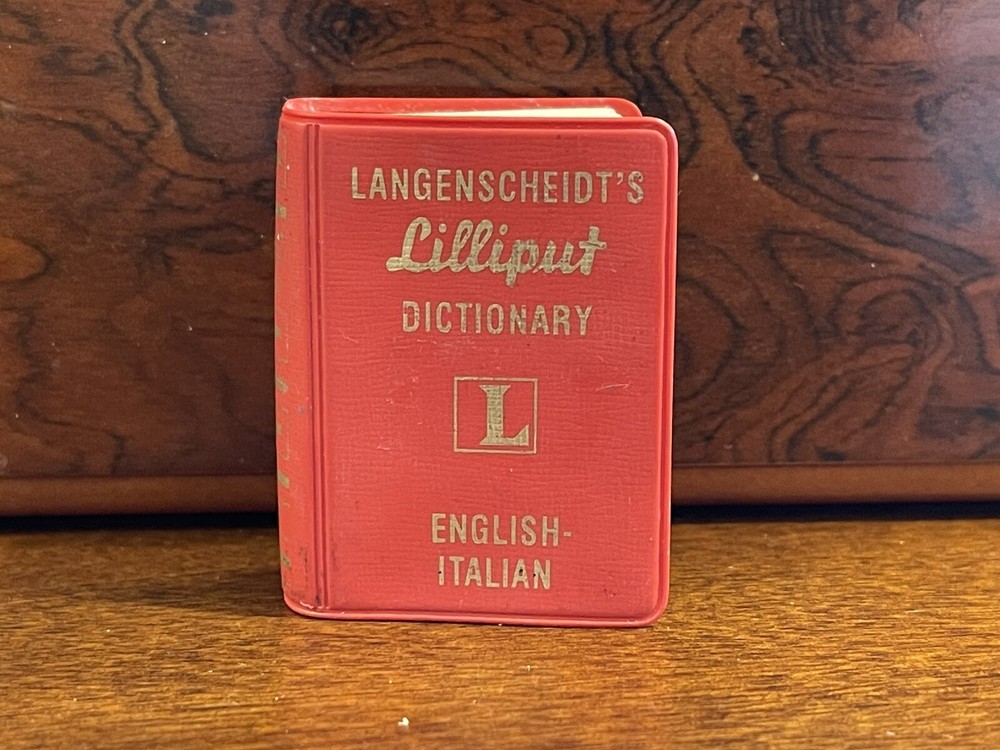 LANGENSCHEIDT'S
Lilliput
DICTIONARY
L
ENGLISH-
ITALIAN